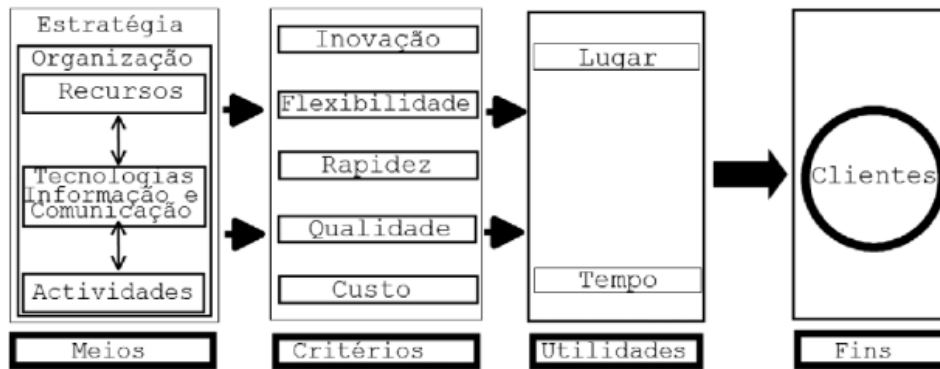 Estratégia
Organização
Recursos
Tecnologias
Informação e
Comunicação
Actividades
Meios
Inovação
Flexibilidade
Rapidez
Qualidade
Custo
Critérios
Lugar
Tempo
Utilidades
Clientes
Fins